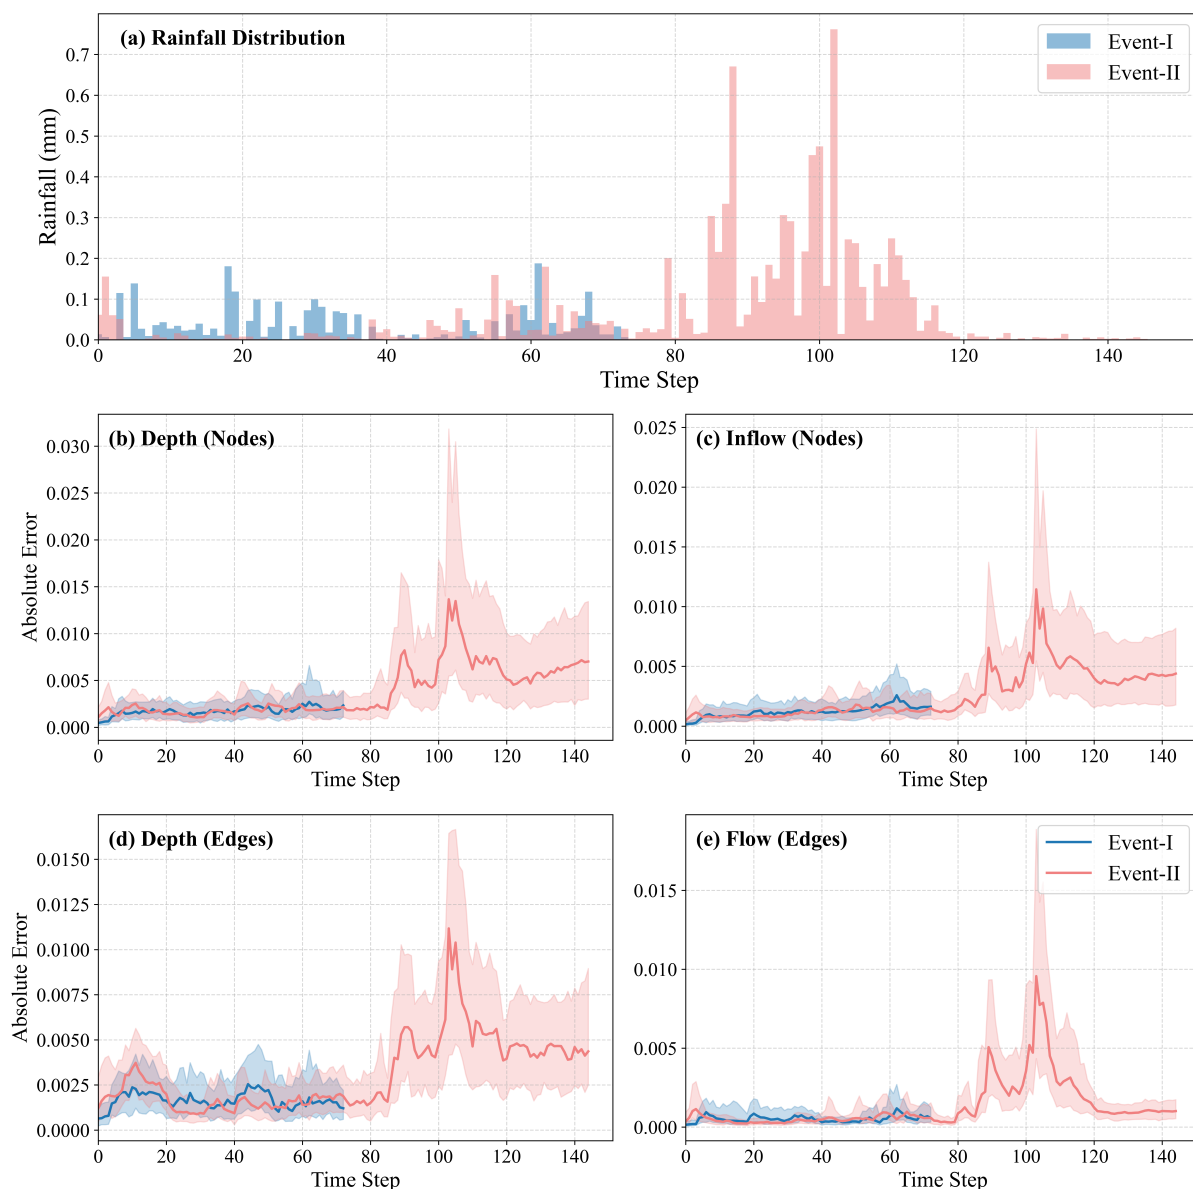 (a) Rainfall Distribution
Event-I
Event-II
Rainfall (mm)
0.7
0.6
0.5
0.4
0.3
0.2
0.1
0.0
0 20 40 60 80 100 120 140
Time Step
(b) Depth (Nodes)
Absolute Error
0.030
0.025
0.020
0.015
0.010
0.005
0.000
0 20 40 60 80 100 120 140
Time Step
(c) Inflow (Nodes)
0.025
0.020
0.015
0.010
0.005
0.000
0 20 40 60 80 100 120 140
Time Step
(d) Depth (Edges)
Absolute Error
0.0150
0.0125
0.0100
0.0075
0.0050
0.0025
0.0000
0 20 40 60 80 100 120 140
Time Step
(e) Flow (Edges)
Event-I
Event-II
0.015
0.010
0.005
0.000
0 20 40 60 80 100 120 140
Time Step